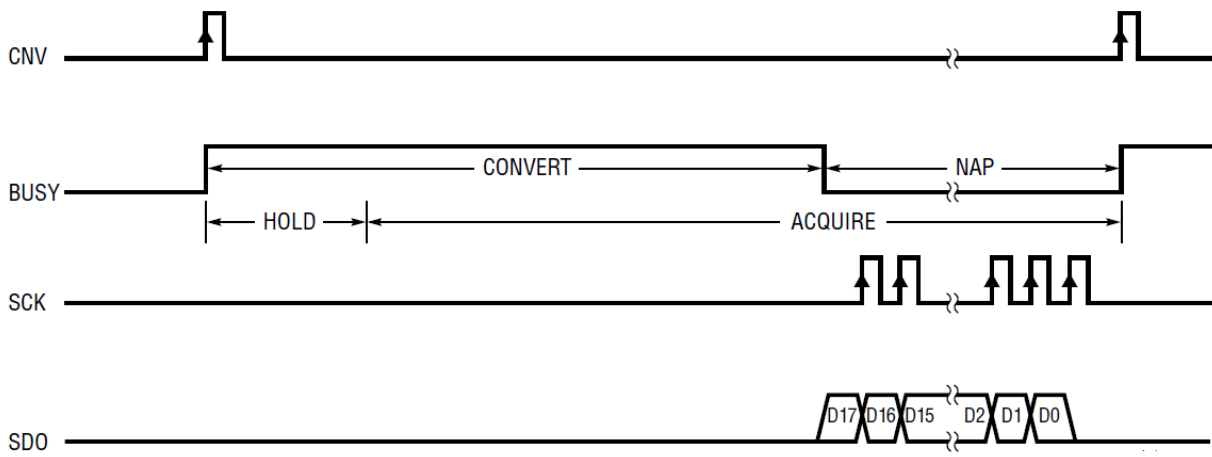 CNV
CONVERT NAP
BUSY
HOLD ACQUIRE
SCK
D17 D16 D15 D2 D1 D0
SDO